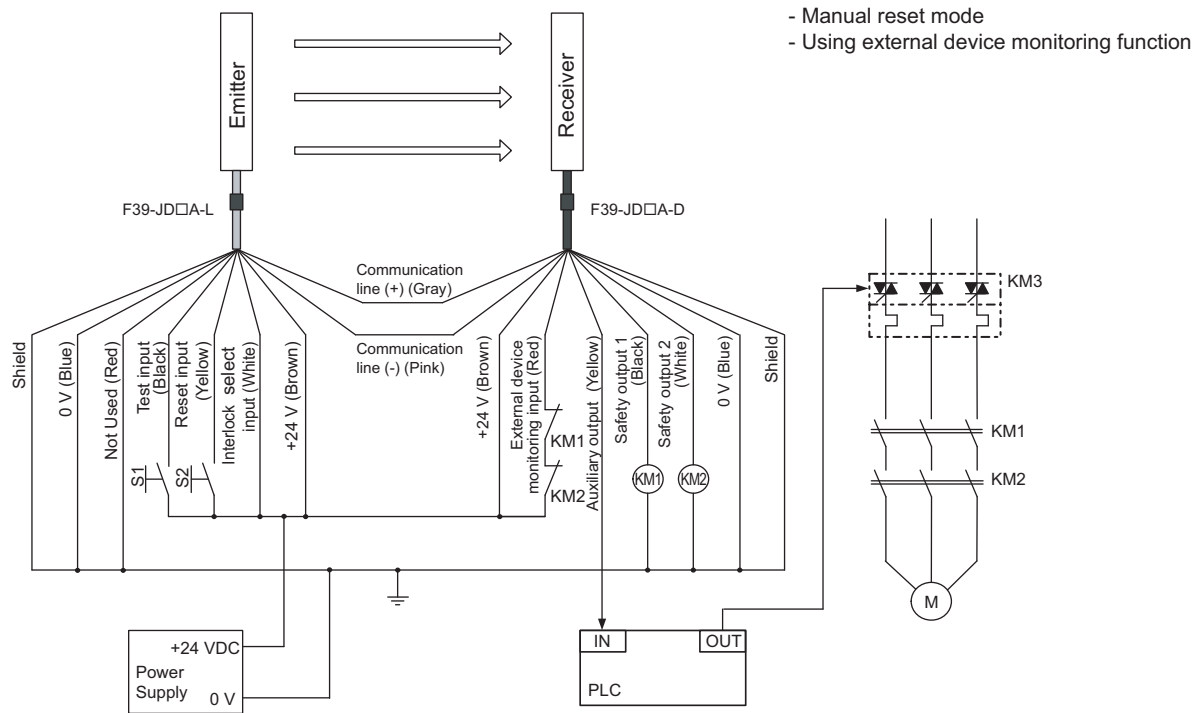 - Manual reset mode
- Using external device monitoring function
Emitter
Receiver
F39-JD□A-L
F39-JD□A-D
Communication
line (+) (Gray)
Communication
line (-) (Pink)
Shield
0 V (Blue)
Not Used (Red)
Test input
(Black)
Reset input
(Yellow)
Interlock select
input (White)
+24 V (Brown)
+24 V (Brown)
External device
monitoring input (Red)
Auxiliary output (Yellow)
Safety output 1
(Black)
Safety output 2
(White)
0 V (Blue)
Shield
S1
S2
KM1
KM2
KM1
KM2
KM3
KM1
KM2
M
+24 VDC
Power
Supply
0 V
IN
OUT
PLC